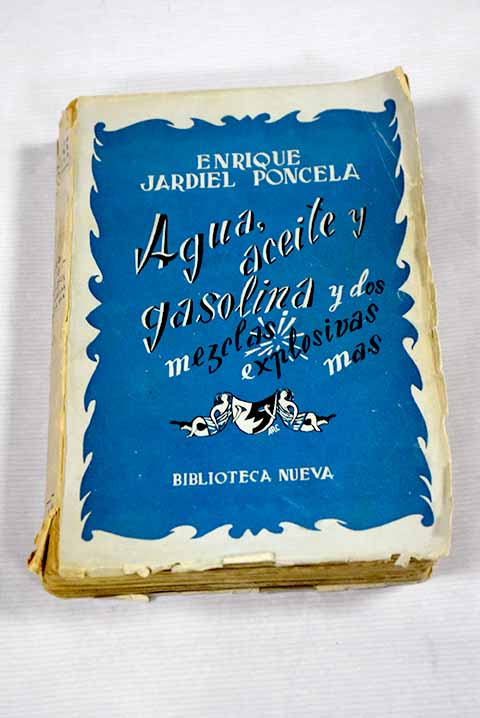 ENRIQUE
JARDIEL PONCELA
Agua,
aceite y
gasolina y dos
mezclas explosivas
mas
BIBLIOTECA NUEVA